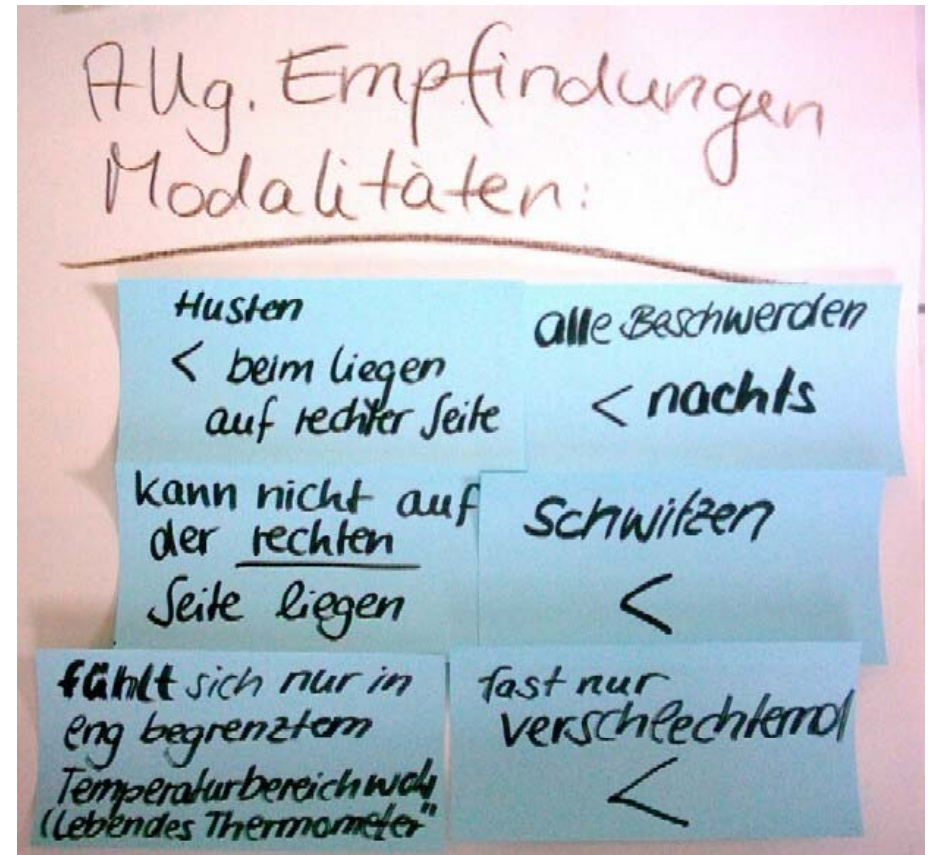 Allg. Empfindungen
Modalitäten:
Husten
< beim liegen
auf rechter Seite
alle Beschwerden
< nachts
kann nicht auf
der rechten
Seite liegen
Schwitzen
<
fühlt sich nur in
eng begrenztem
Temperaturbereich wohl
(Lebendes Thermometer"
fast nur
verschlechternd
<